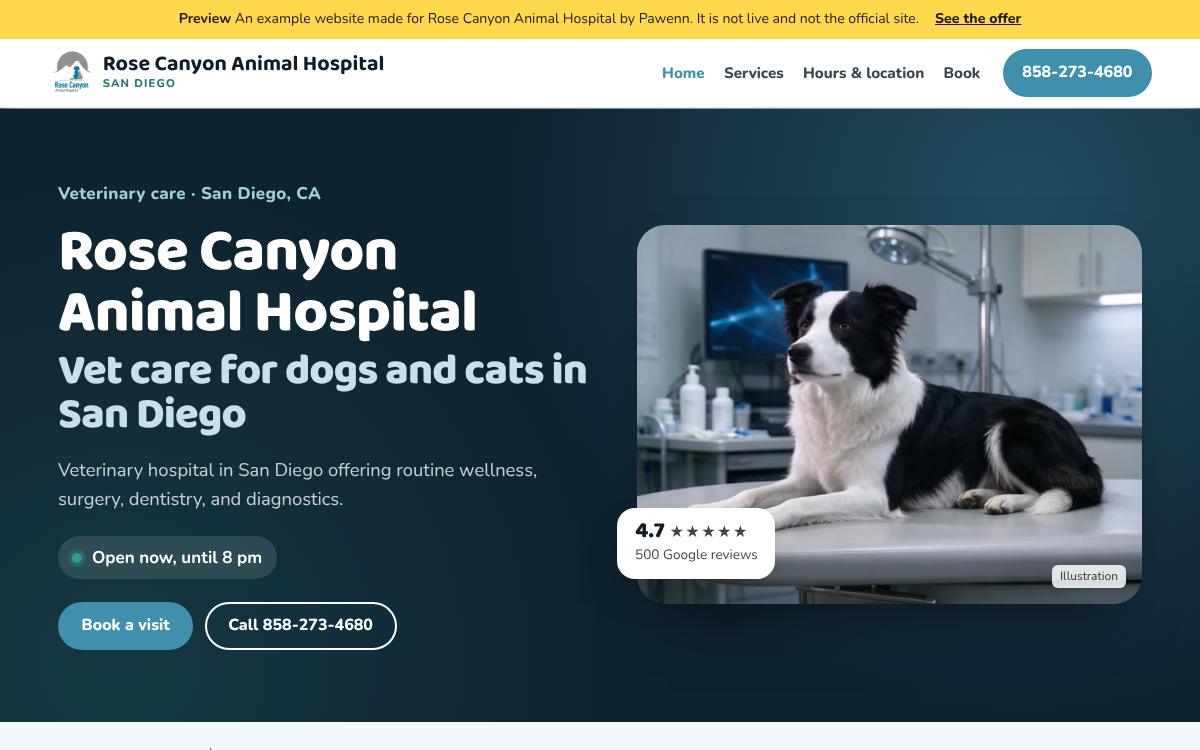 Preview An example website made for Rose Canyon Animal Hospital by Pawenn. It is not live and not the official site. See the offer
Rose Canyon
Animal Hospital
Rose Canyon Animal Hospital
SAN DIEGO
Home Services Hours & location Book 858-273-4680
Veterinary care · San Diego, CA
Rose Canyon
Animal Hospital
Vet care for dogs and cats in
San Diego
Veterinary hospital in San Diego offering routine wellness,
surgery, dentistry, and diagnostics.
Open now, until 8 pm
Book a visit Call 858-273-4680
4.7 ★★★★★
500 Google reviews
Illustration